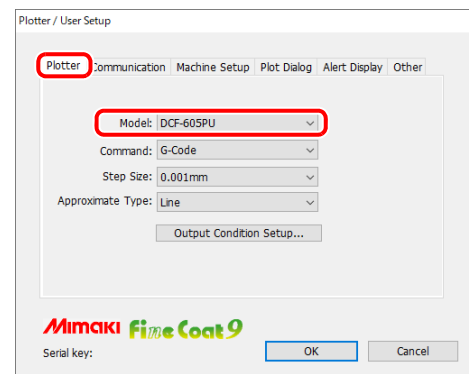 Plotter / User Setup
Plotter Communication Machine Setup Plot Dialog Alert Display Other
Model: DCF-605PU
Command: G-Code
Step Size: 0.001mm
Approximate Type: Line
Output Condition Setup...
Mimaki Fine Coat 9
Serial key:
OK Cancel